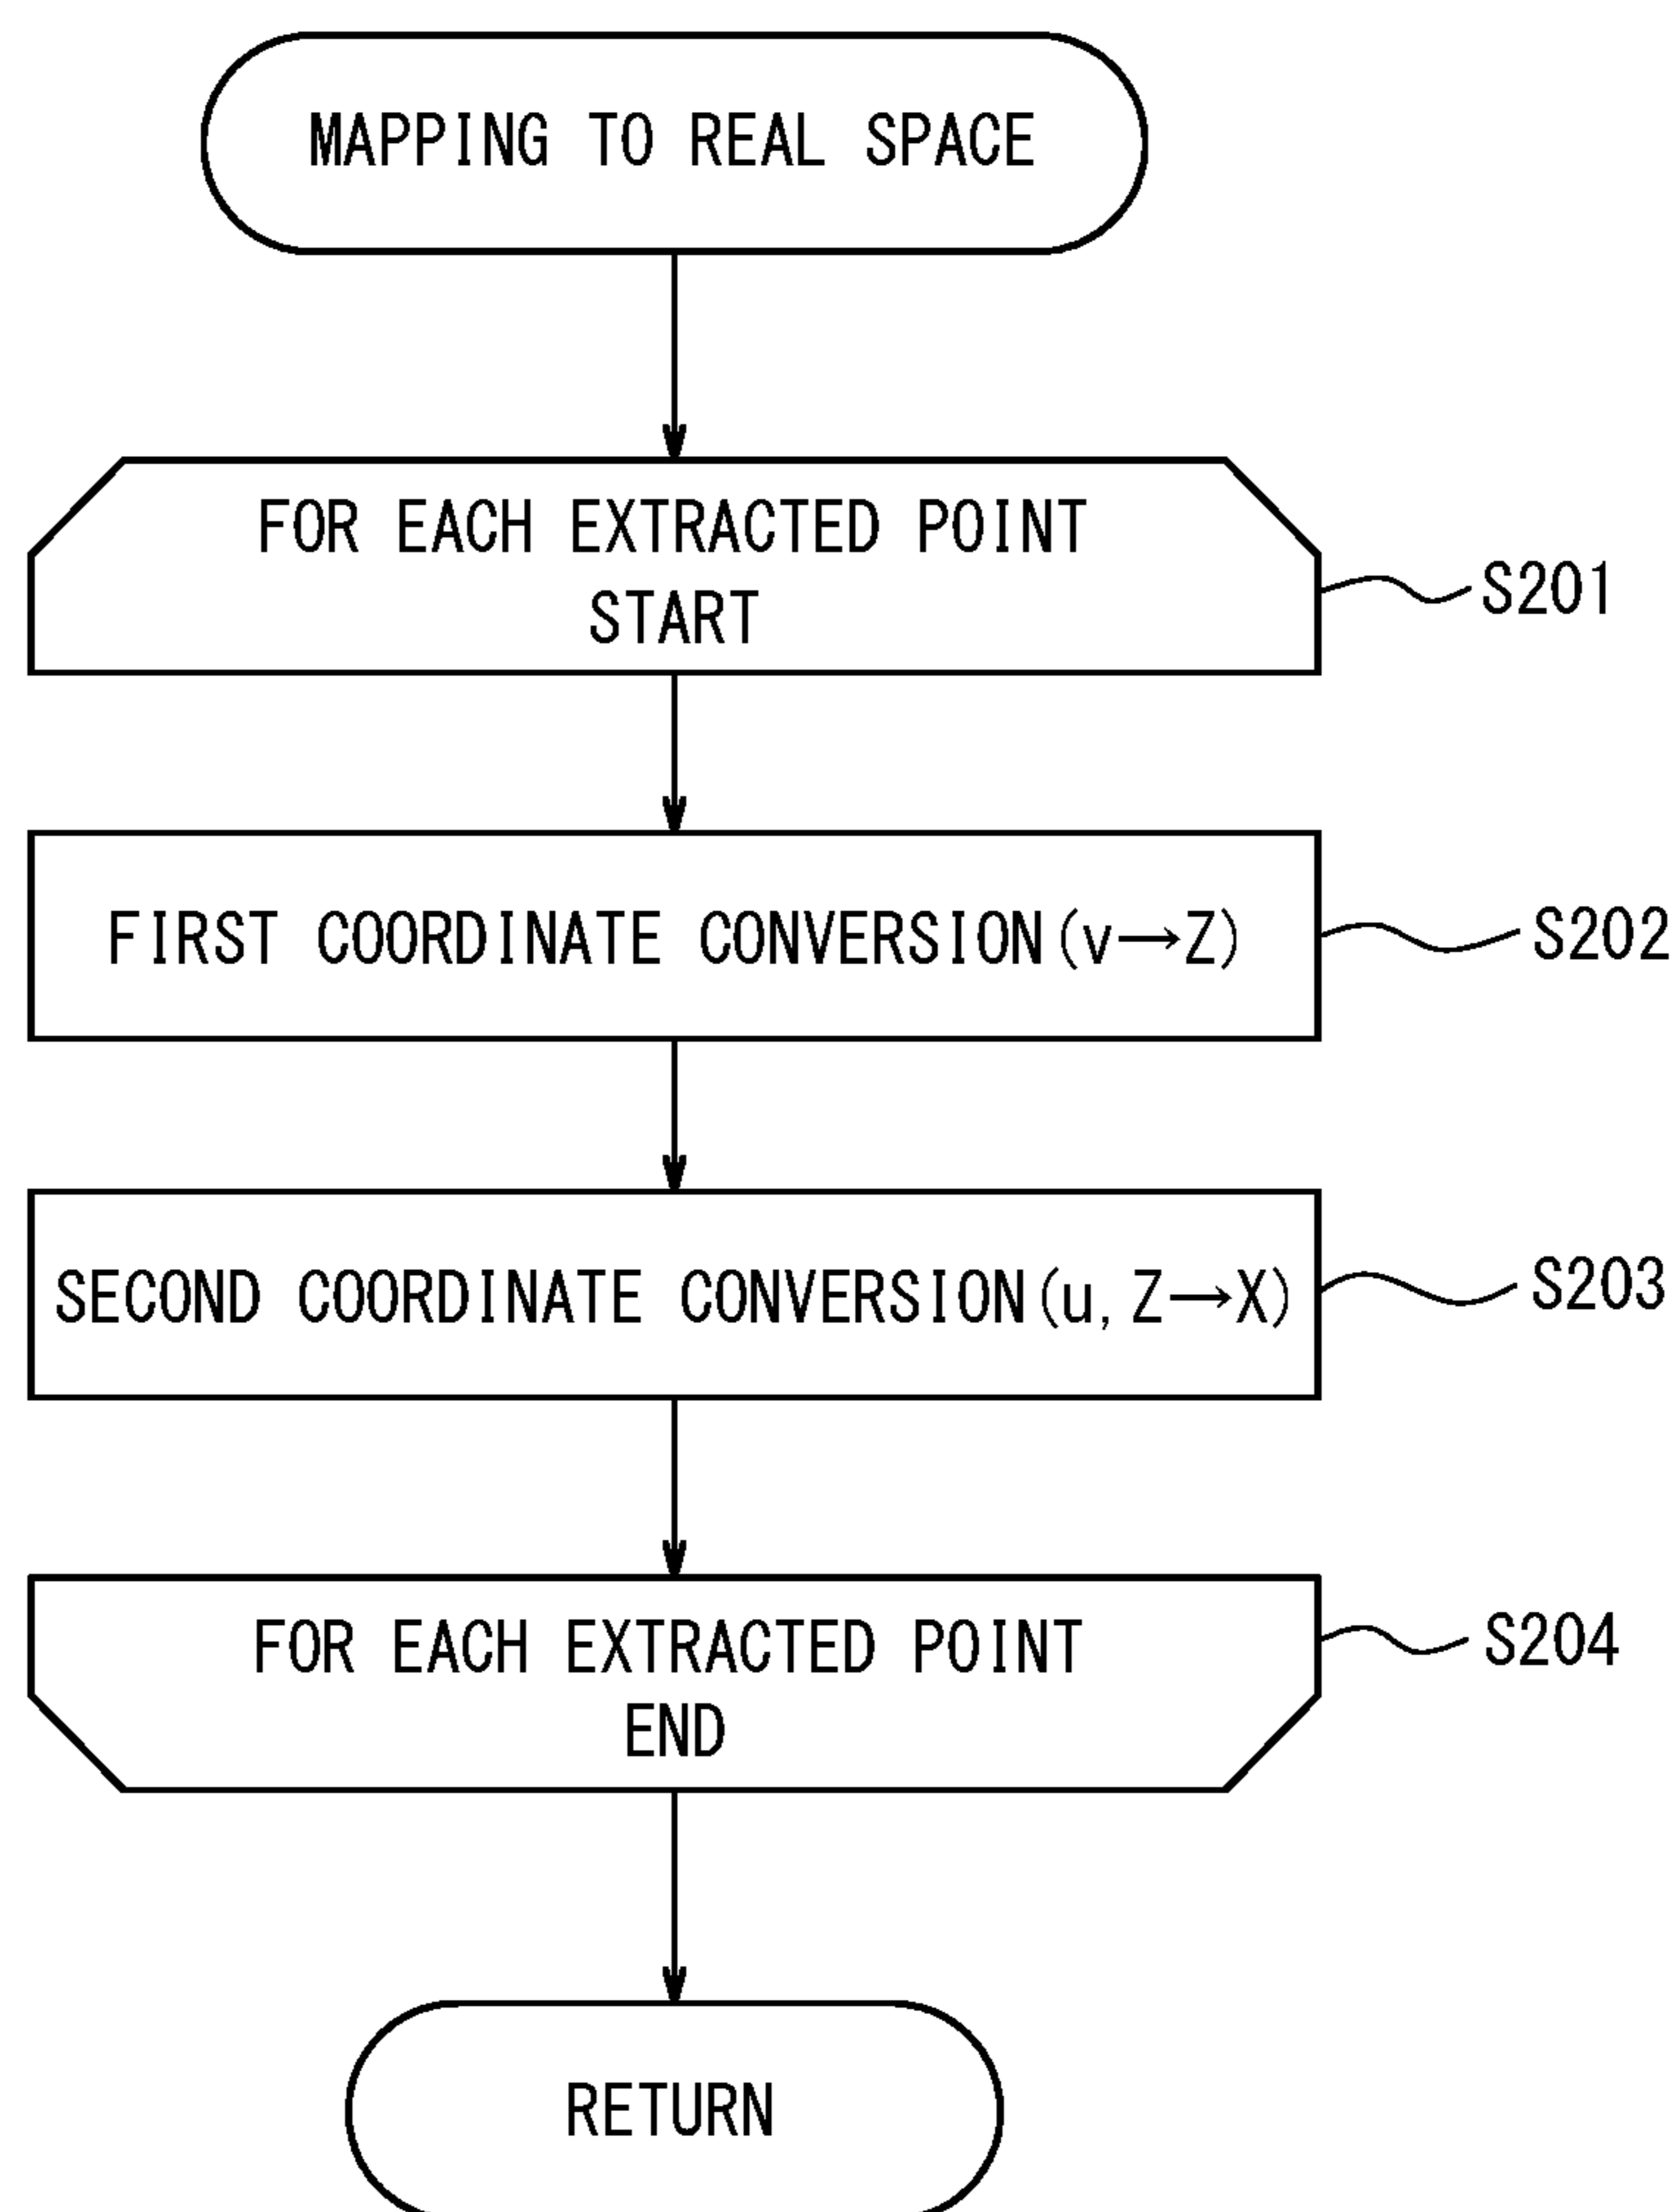 MAPPING TO REAL SPACE
FOR EACH EXTRACTED POINT
START
S201
FIRST COORDINATE CONVERSION(v→Z)
S202
SECOND COORDINATE CONVERSION(u, Z→X)
S203
FOR EACH EXTRACTED POINT
END
S204
RETURN